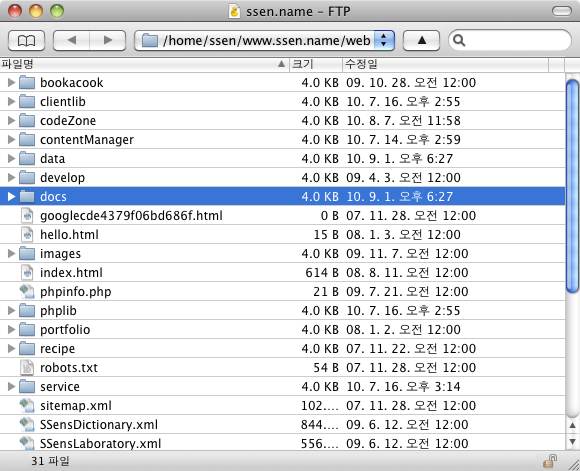 ssen.name – FTP
/home/ssen/www.ssen.name/web
파일명 크기 수정일
bookacook 4.0 KB 09. 10. 28. 오전 12:00
clientlib 4.0 KB 10. 7. 16. 오후 2:55
codeZone 4.0 KB 10. 8. 7. 오전 11:58
contentManager 4.0 KB 10. 7. 14. 오후 2:59
data 4.0 KB 10. 9. 1. 오후 6:27
develop 4.0 KB 09. 4. 3. 오전 12:00
docs 4.0 KB 10. 9. 1. 오후 6:27
googlecde4379f06bd686f.html 0 B 07. 11. 28. 오전 12:00
hello.html 15 B 08. 1. 3. 오전 12:00
images 4.0 KB 09. 11. 7. 오전 12:00
index.html 614 B 08. 8. 11. 오전 12:00
phpinfo.php 21 B 09. 7. 21. 오전 12:00
phplib 4.0 KB 10. 7. 16. 오후 2:55
portfolio 4.0 KB 08. 1. 2. 오전 12:00
recipe 4.0 KB 07. 11. 22. 오전 12:00
robots.txt 54 B 07. 11. 28. 오전 12:00
service 4.0 KB 10. 7. 16. 오후 3:14
sitemap.xml 102.... 07. 11. 28. 오전 12:00
SSensDictionary.xml 844.... 09. 6. 12. 오전 12:00
SSensLaboratory.xml 556.... 09. 6. 12. 오전 12:00
31 파일